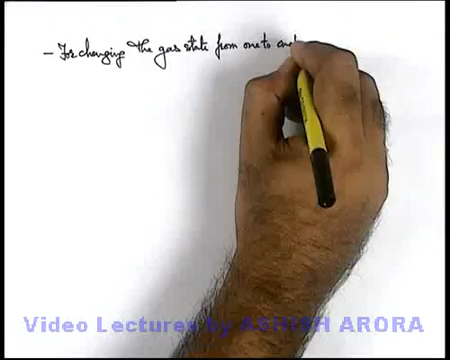 – For changing the gas state from one to
Video Lectures by ASHISH ARORA